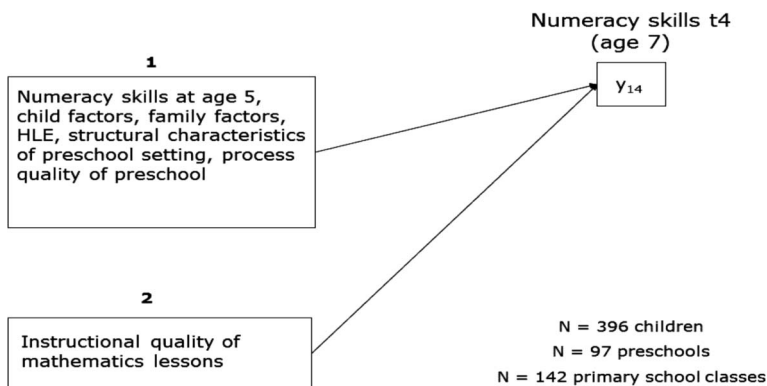 Numeracy skills t4
(age 7)
y₁₄
1
Numeracy skills at age 5,
child factors, family factors,
HLE, structural characteristics
of preschool setting, process
quality of preschool
2
Instructional quality of
mathematics lessons
N = 396 children
N = 97 preschools
N = 142 primary school classes